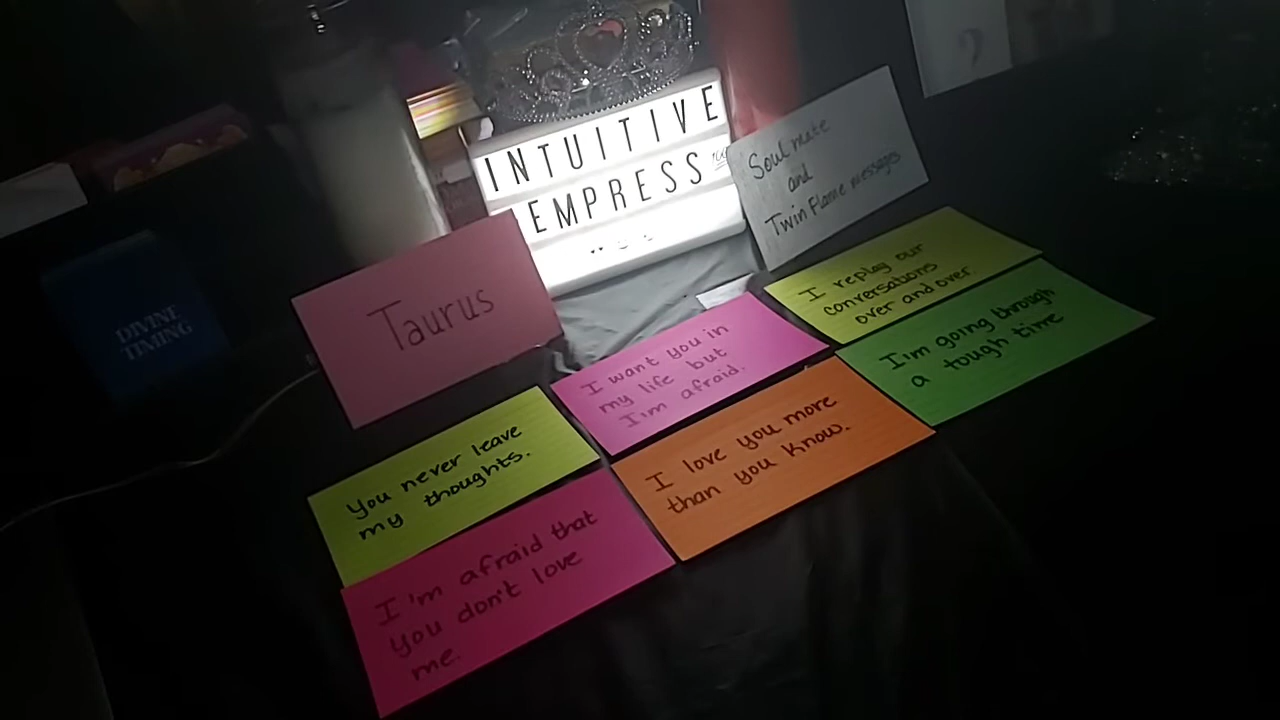 INTUITIVE
EMPRESS
Soulmate
and
Twin Flame messages
DIVINE
TIMING
Taurus
I replay our
conversations
over and over
I want you in
my life but
I'm afraid.
I'm going through
a tough time
You never leave
my thoughts.
I love you more
than you know.
I'm afraid that
you don't love
me.
?